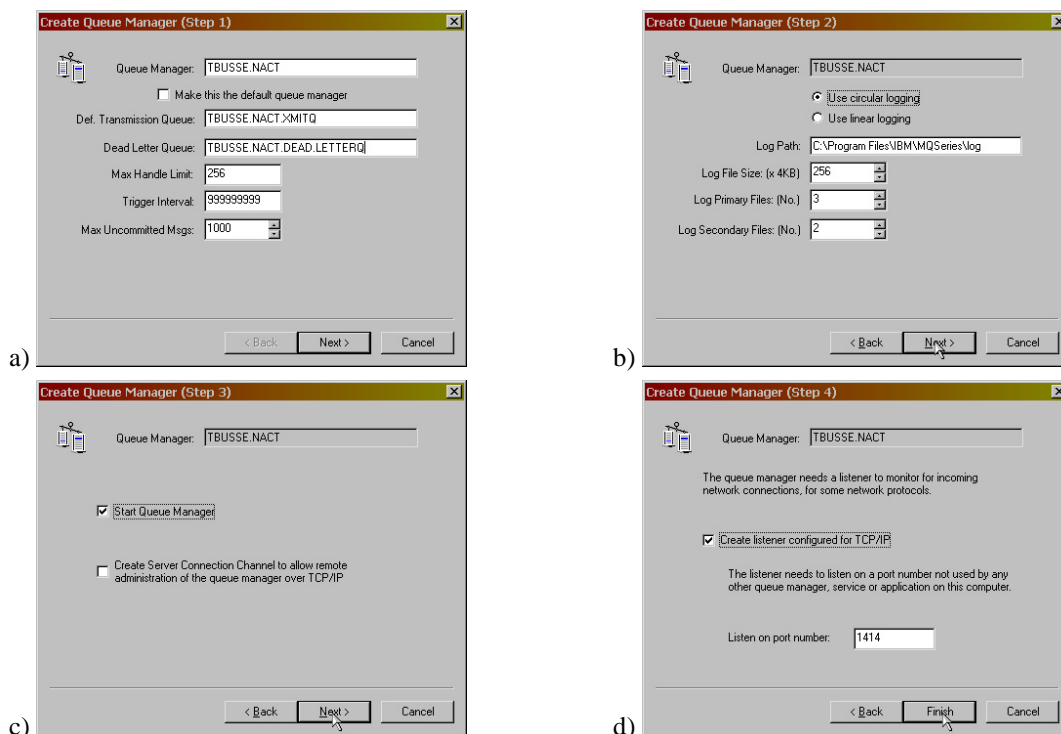 Create Queue Manager (Step 1)
Queue Manager: TBUSSE.NACT
Make this the default queue manager
Def. Transmission Queue: TBUSSE.NACT.XMITQ
Dead Letter Queue: TBUSSE.NACT.DEAD.LETTERQ
Max Handle Limit: 256
Trigger Interval: 999999999
Max Uncommitted Msgs: 1000
< Back Next > Cancel
a)
Create Queue Manager (Step 2)
Queue Manager: TBUSSE.NACT
Use circular logging
Use linear logging
Log Path: C:\Program Files\IBM\MQSeries\log
Log File Size: (x 4KB) 256
Log Primary Files: (No.) 3
Log Secondary Files: (No.) 2
< Back Next > Cancel
b)
Create Queue Manager (Step 3)
Queue Manager: TBUSSE.NACT
Start Queue Manager
Create Server Connection Channel to allow remote
administration of the queue manager over TCP/IP
< Back Next > Cancel
c)
Create Queue Manager (Step 4)
Queue Manager: TBUSSE.NACT
The queue manager needs a listener to monitor for incoming
network connections, for some network protocols.
Create listener configured for TCP/IP
The listener needs to listen on a port number not used by any
other queue manager, service or application on this computer.
Listen on port number: 1414
< Back Finish Cancel
d)